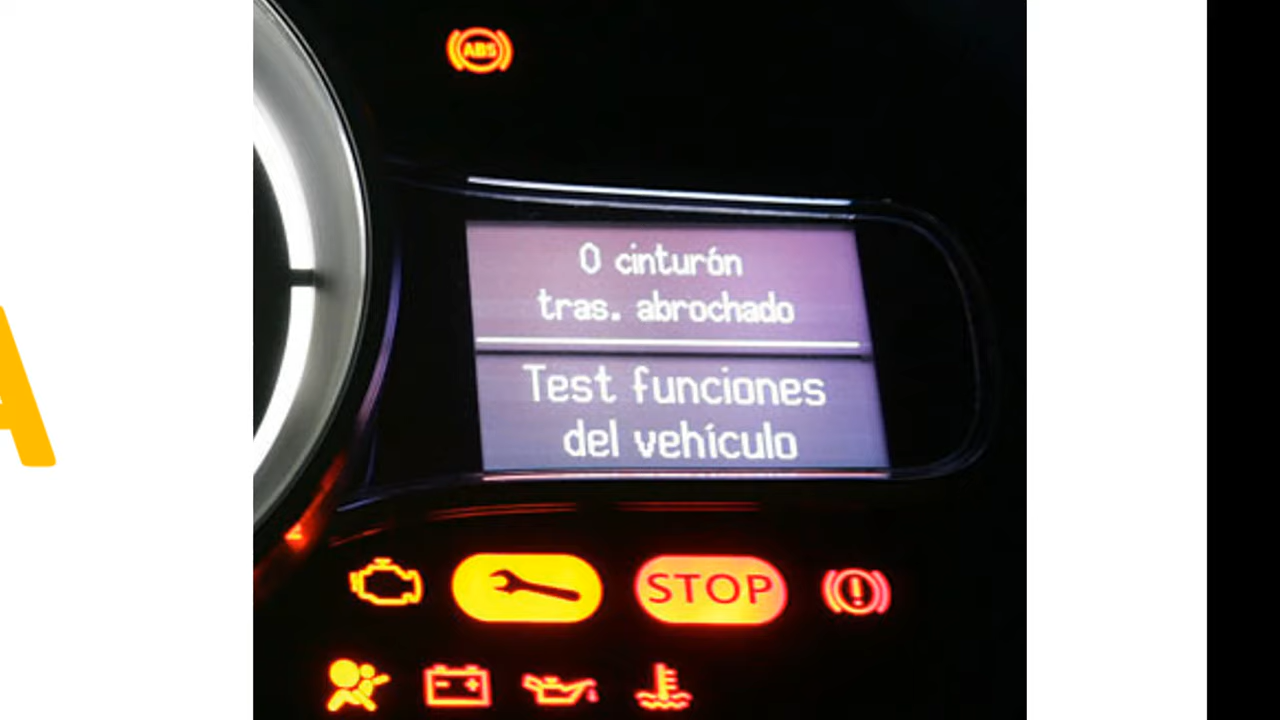 A
ABS
0 cinturón
tras. abrochado
Test funciones
del vehículo
STOP